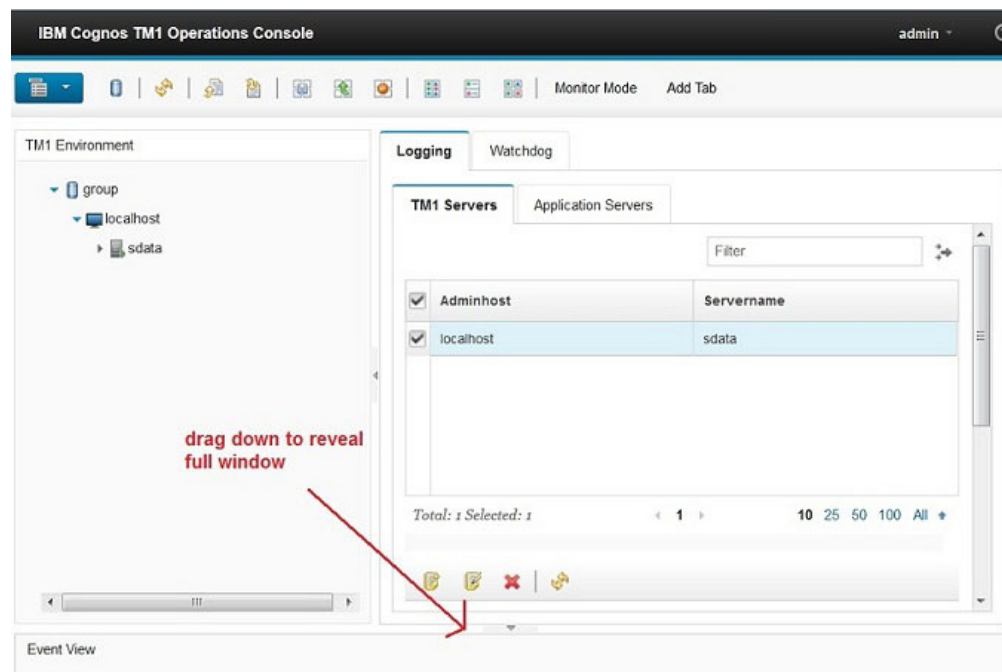 IBM Cognos TM1 Operations Console
admin
Monitor Mode
Add Tab
TM1 Environment
group
localhost
sdata
Logging
Watchdog
TM1 Servers
Application Servers
Filter
Adminhost
Servername
localhost
sdata
drag down to reveal
full window
Total: 1 Selected: 1
1
10 25 50 100 All
Event View